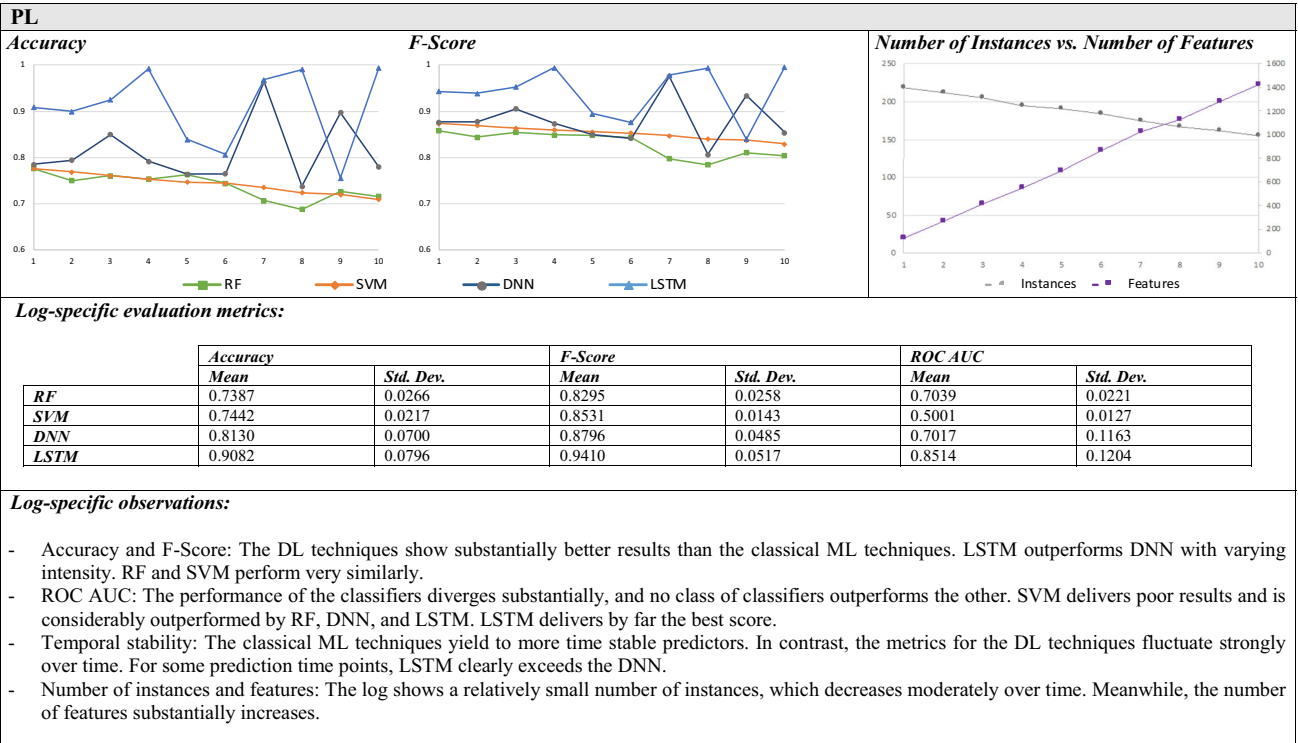 PL
Accuracy
F-Score
Number of Instances vs. Number of Features
1
0.9
0.8
0.7
0.6
1 2 3 4 5 6 7 8 9 10
1
0.9
0.8
0.7
0.6
1 2 3 4 5 6 7 8 9 10
RF SVM DNN LSTM
250
200
150
100
50
0
1600
1400
1200
1000
800
600
400
200
0
1 2 3 4 5 6 7 8 9 10
Instances Features
Log-specific evaluation metrics:
Accuracy F-Score ROC AUC
Mean Std. Dev. Mean Std. Dev. Mean Std. Dev.
RF 0.7387 0.0266 0.8295 0.0258 0.7039 0.0221
SVM 0.7442 0.0217 0.8531 0.0143 0.5001 0.0127
DNN 0.8130 0.0700 0.8796 0.0485 0.7017 0.1163
LSTM 0.9082 0.0796 0.9410 0.0517 0.8514 0.1204
Log-specific observations:
- Accuracy and F-Score: The DL techniques show substantially better results than the classical ML techniques. LSTM outperforms DNN with varying
intensity. RF and SVM perform very similarly.
- ROC AUC: The performance of the classifiers diverges substantially, and no class of classifiers outperforms the other. SVM delivers poor results and is
considerably outperformed by RF, DNN, and LSTM. LSTM delivers by far the best score.
- Temporal stability: The classical ML techniques yield to more time stable predictors. In contrast, the metrics for the DL techniques fluctuate strongly
over time. For some prediction time points, LSTM clearly exceeds the DNN.
- Number of instances and features: The log shows a relatively small number of instances, which decreases moderately over time. Meanwhile, the number
of features substantially increases.